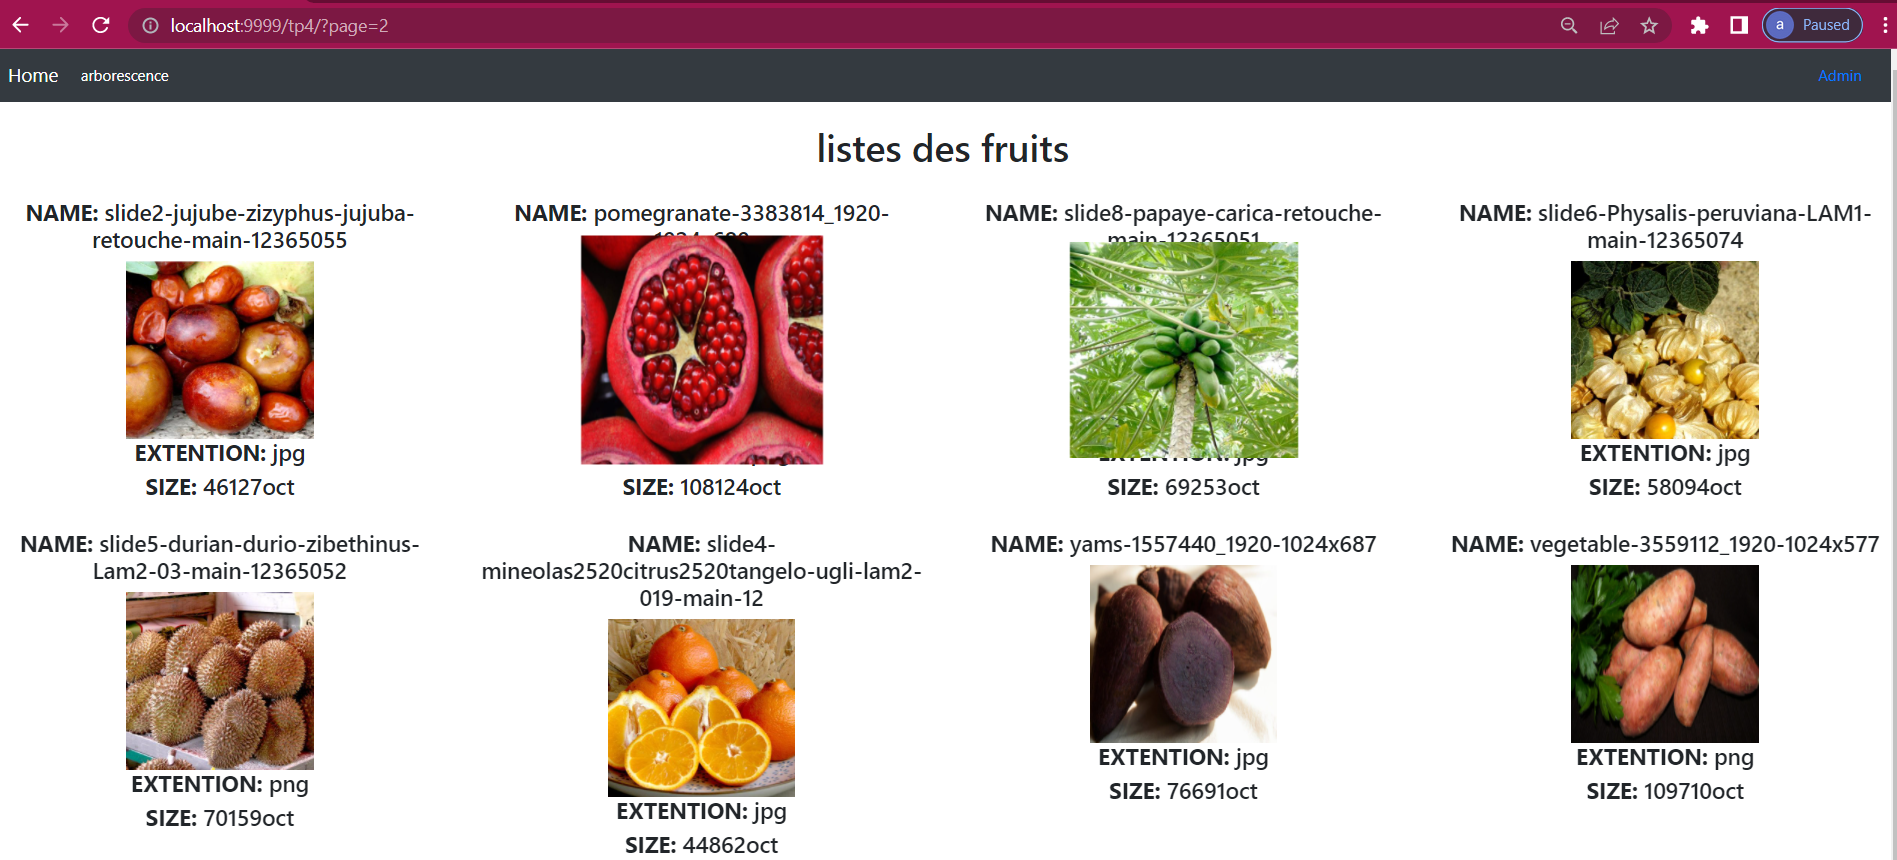 localhost:9999/tp4/?page=2
a Paused
Home arborescence Admin
listes des fruits
NAME: slide2-jujube-zizyphus-jujuba-
retouche-main-12365055
EXTENTION: jpg
SIZE: 46127oct
NAME: pomegranate-3383814_1920-
SIZE: 108124oct
NAME: slide8-papaye-carica-retouche-
main-12365051
EXTENTION: jpg
SIZE: 69253oct
NAME: slide6-Physalis-peruviana-LAM1-
main-12365074
EXTENTION: jpg
SIZE: 58094oct
NAME: slide5-durian-durio-zibethinus-
Lam2-03-main-12365052
EXTENTION: png
SIZE: 70159oct
NAME: slide4-
mineolas2520citrus2520tangelo-ugli-lam2-
019-main-12
EXTENTION: jpg
SIZE: 44862oct
NAME: yams-1557440_1920-1024x687
EXTENTION: jpg
SIZE: 76691oct
NAME: vegetable-3559112_1920-1024x577
EXTENTION: png
SIZE: 109710oct